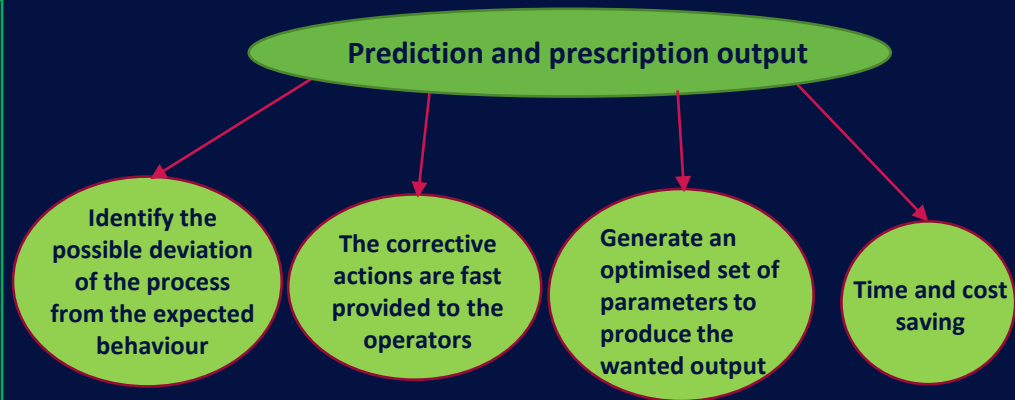 Prediction and prescription output
Identify the
possible deviation
of the process
from the expected
behaviour
The corrective
actions are fast
provided to the
operators
Generate an
optimised set of
parameters to
produce the
wanted output
Time and cost
saving